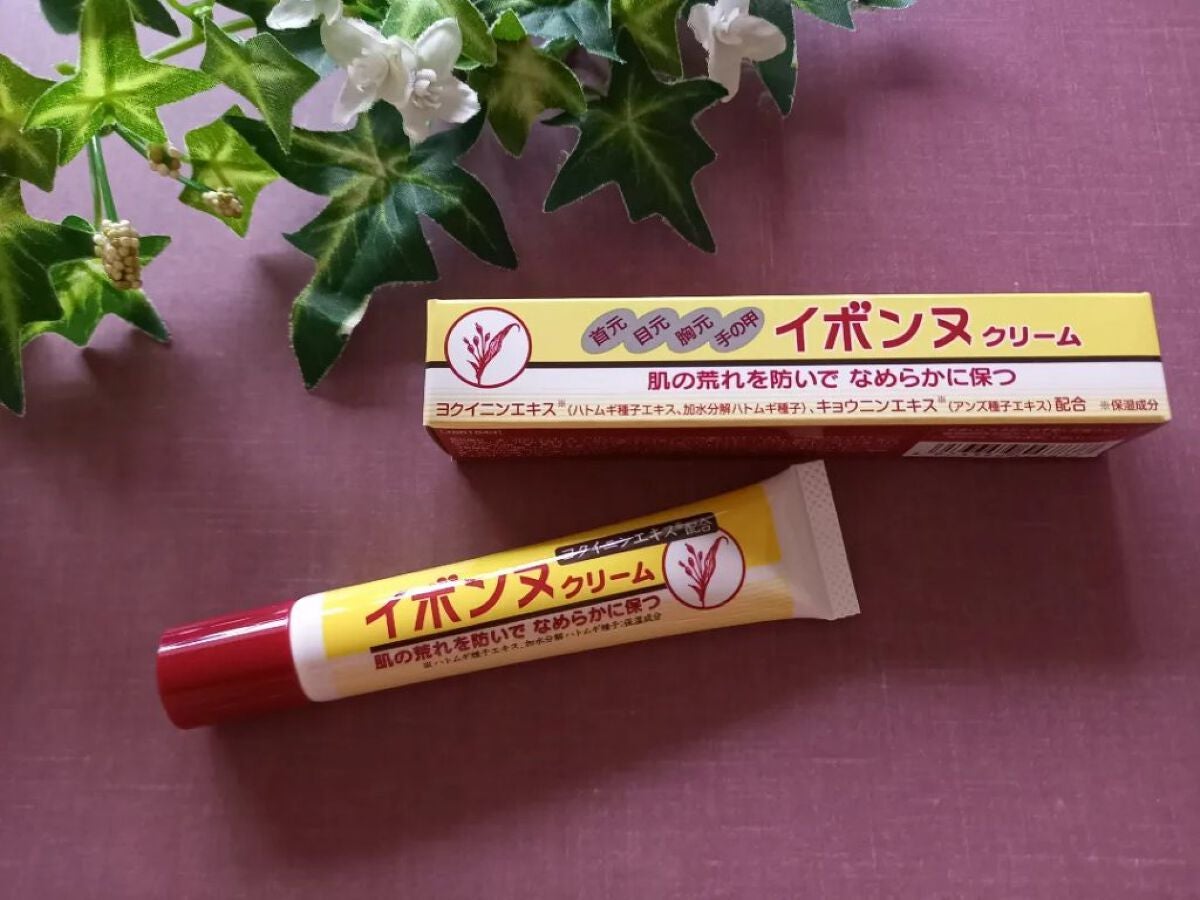 首元 目元 胸元 手の甲
イボンヌクリーム
肌の荒れを防いで なめらかに保つ
ヨクイニンエキス※(ハトムギ種子エキス、加水分解ハトムギ種子)、キョウニンエキス※(アンズ種子エキス)配合 ※保湿成分
ヨクイニンエキス※配合
イボンヌクリーム
肌の荒れを防いで なめらかに保つ
※ハトムギ種子エキス、加水分解ハトムギ種子:保湿成分